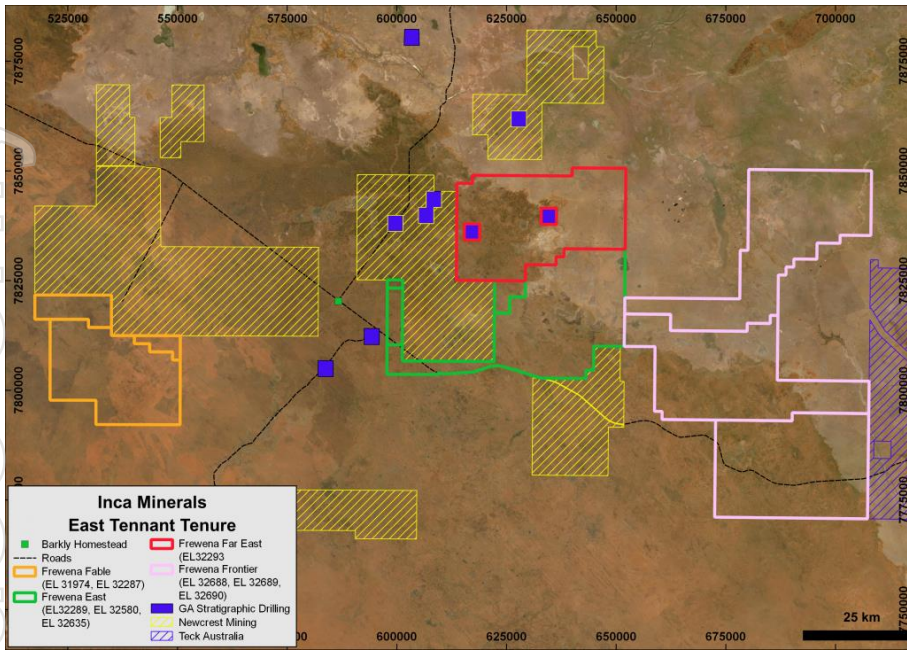 525000 550000 575000 600000 625000 650000 675000 700000
7875000 7875000
7850000 7850000
7825000 7825000
7800000 7800000
7775000
7750000
Inca Minerals
East Tennant Tenure
Barkly Homestead
Roads
Frewena Fable
(EL 31974, EL 32287)
Frewena East
(EL32289, EL 32580,
EL 32635)
Frewena Far East
(EL32293
Frewena Frontier
(EL 32688, EL 32689,
EL 32690)
GA Stratigraphic Drilling
Newcrest Mining
Teck Australia
25 km
600000 625000 650000 675000 700000